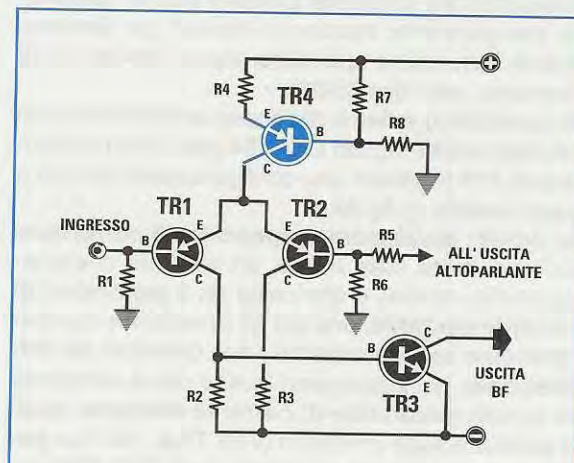 R4
TR4
R7
R8
E
B
C
+
INGRESSO
TR1
TR2
B
E
C
E
B
C
R1
R5
R6
ALL' USCITA
ALTOPARLANTE
B
C
E
TR3
USCITA
BF
R2
R3
-